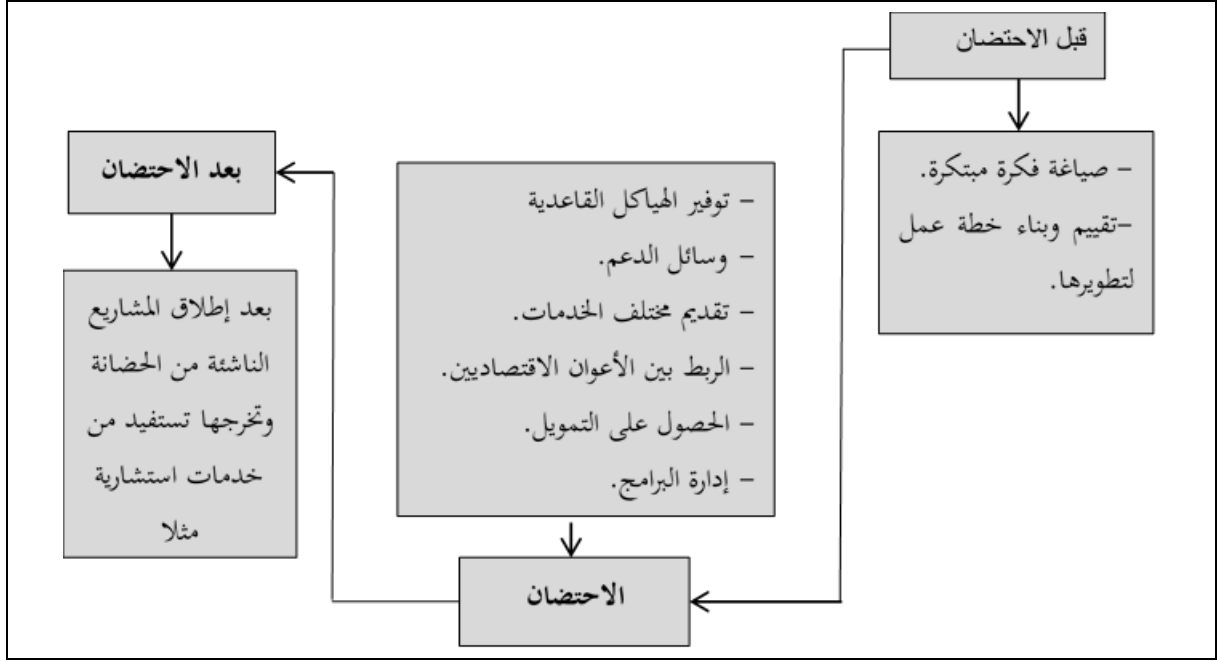 قبل الاحتضان
– صياغة فكرة مبتكرة.
–تقييم وبناء خطة عمل
لتطويرها.
– توفير الهياكل القاعدية
– وسائل الدعم.
– تقديم مختلف الخدمات.
– الربط بين الأعوان الاقتصاديين.
– الحصول على التمويل.
– إدارة البرامج.
الاحتضان
بعد الاحتضان
بعد إطلاق المشاريع
الناشئة من الحضانة
وتخرجها تستفيد من
خدمات استشارية
مثلا